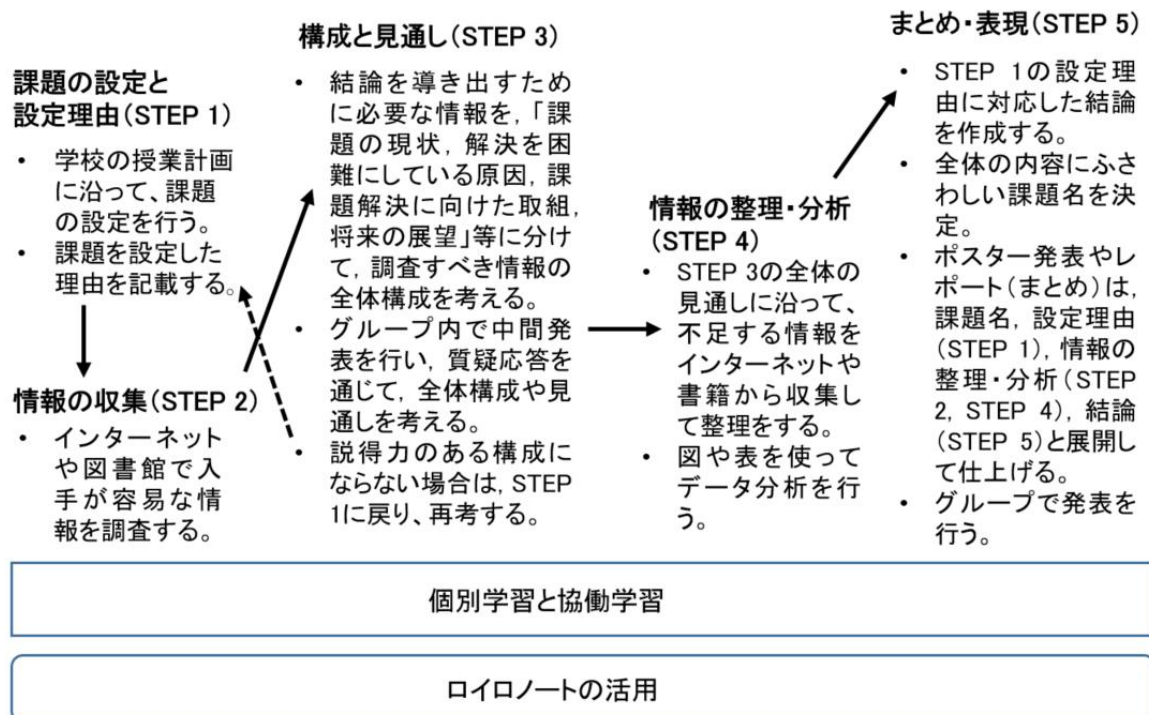 課題の設定と
設定理由(STEP 1)
• 学校の授業計画
に沿って、課題
の設定を行う。
• 課題を設定した
理由を記載する。
情報の収集(STEP 2)
• インターネット
や図書館で入
手が容易な情
報を調査する。
構成と見通し(STEP 3)
• 結論を導き出すため
に必要な情報を,「課
題の現状, 解決を困
難にしている原因, 課
題解決に向けた取組,
将来の展望」等に分け
て, 調査すべき情報の
全体構成を考える。
• グループ内で中間発
表を行い, 質疑応答を
通じて, 全体構成や見
通しを考える。
• 説得力のある構成に
ならない場合は, STEP
1に戻り、再考する。
情報の整理・分析
(STEP 4)
• STEP 3の全体の
見通しに沿って、
不足する情報を
インターネットや
書籍から収集し
て整理をする。
• 図や表を使って
データ分析を行
う。
まとめ・表現(STEP 5)
• STEP 1の設定理
由に対応した結論
を作成する。
• 全体の内容にふさ
わしい課題名を決
定。
• ポスター発表やレ
ポート(まとめ)は,
課題名, 設定理由
(STEP 1), 情報の
整理・分析(STEP
2, STEP 4), 結論
(STEP 5)と展開し
て仕上げる。
• グループで発表を
行う。
個別学習と協働学習
ロイロノートの活用